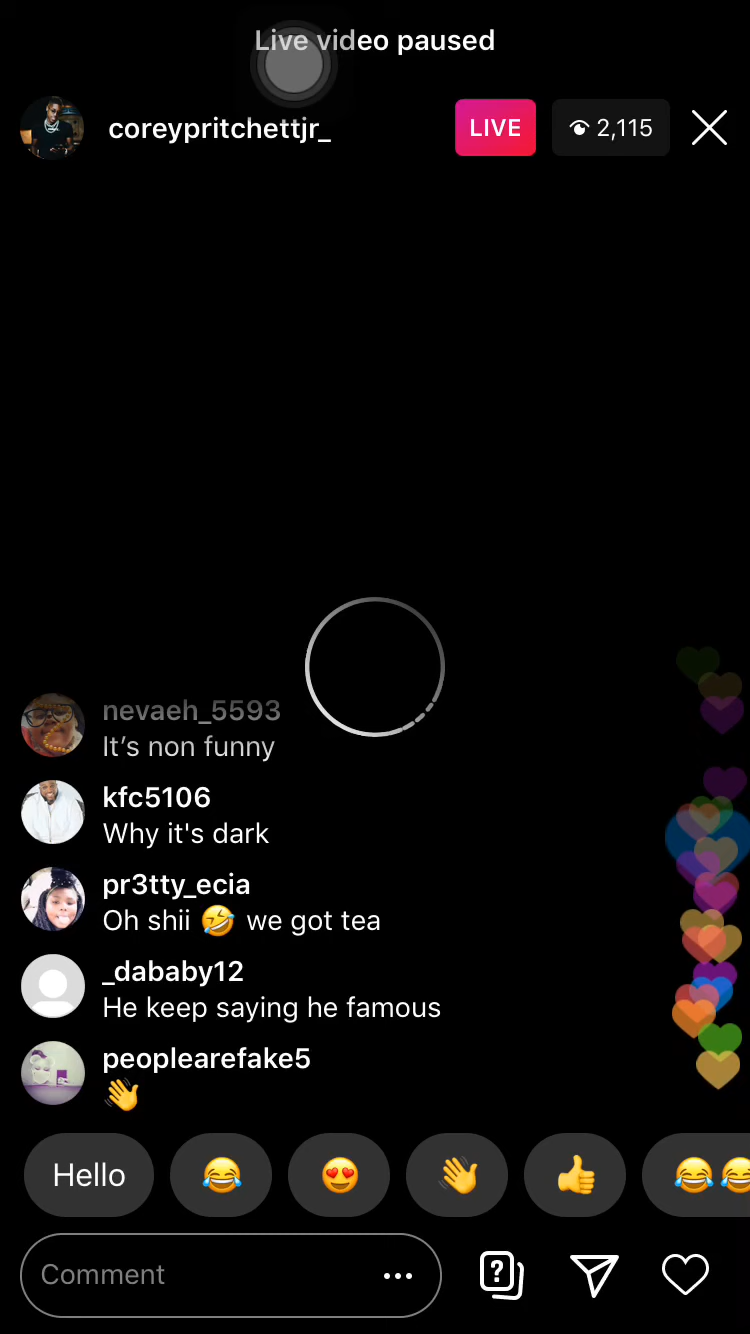 Live video paused
coreypritchettjr_
LIVE
2,115
nevaeh_5593
It’s non funny
kfc5106
Why it's dark
pr3tty_ecia
Oh shii 🤣 we got tea
_dababy12
He keep saying he famous
peoplearefake5
👋
Hello 😂 😍 👋 👍 😂😂
Comment